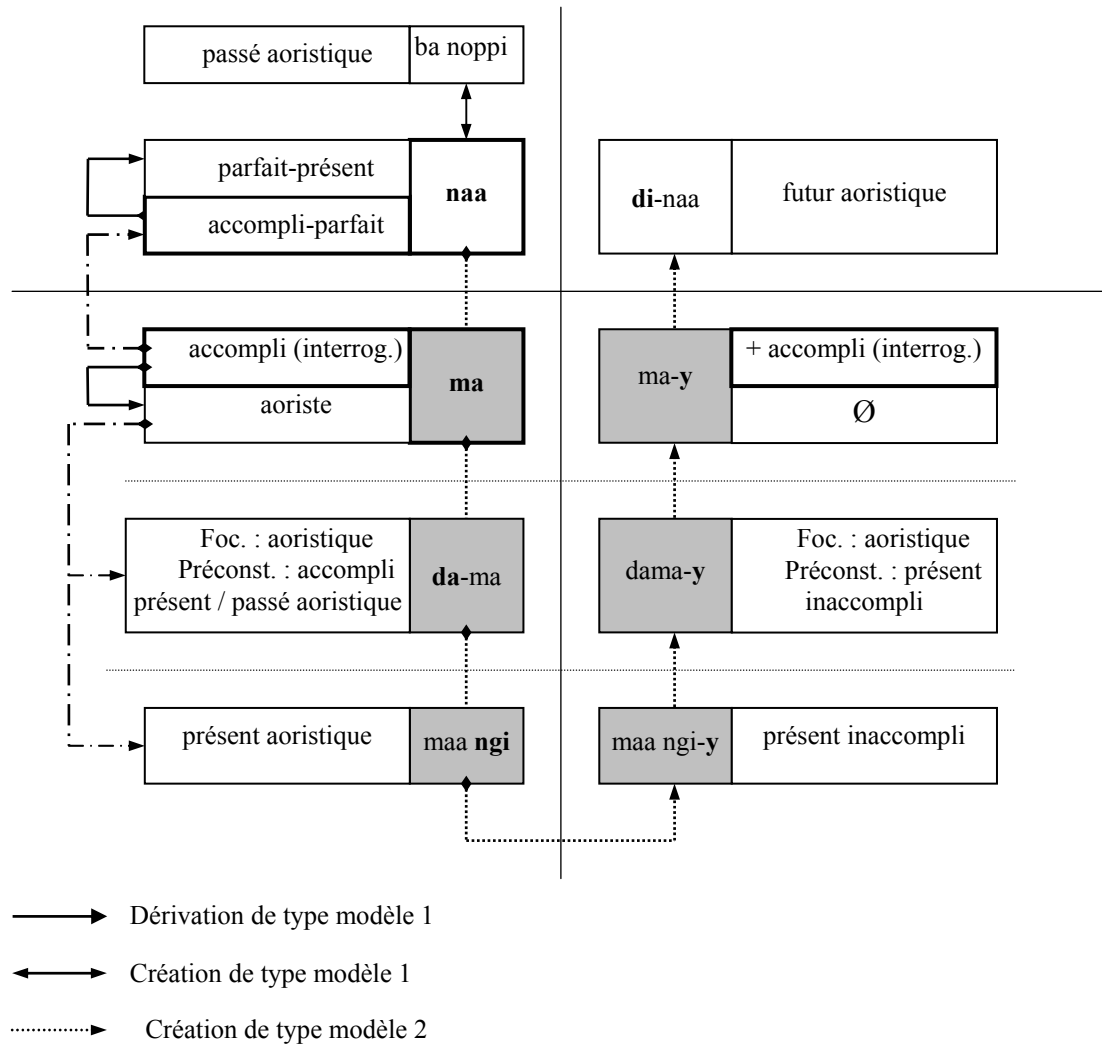 passé aoristique
ba noppi
parfait-présent
naa
accompli-parfait
di-naa
futur aoristique
accompli (interrog.)
ma
aoriste
ma-y
+ accompli (interrog.)
Ø
Foc. : aoristique
Préconst. : accompli
présent / passé aoristique
da-ma
dama-y
Foc. : aoristique
Préconst. : présent
inaccompli
présent aoristique
maa ngi
maa ngi-y
présent inaccompli
Dérivation de type modèle 1
Création de type modèle 1
Création de type modèle 2